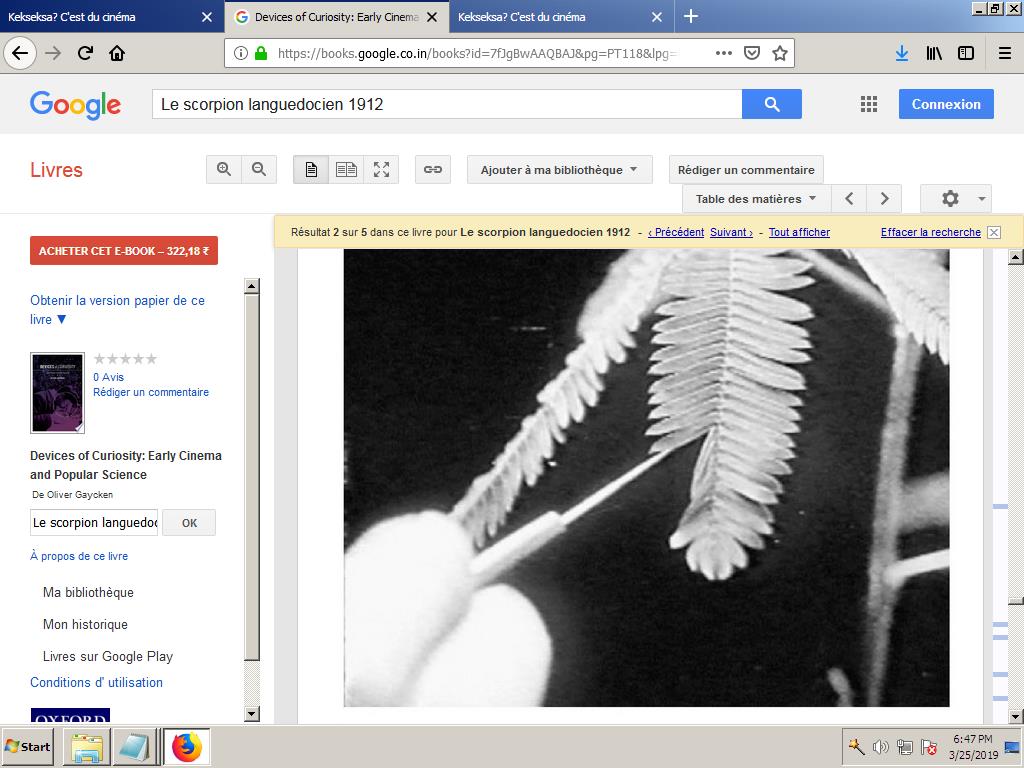 Kekseksa? C'est du cinéma
Devices of Curiosity: Early Cinema
Kekseksa? C'est du cinéma
https://books.google.co.in/books?id=7fJgBwAAQBAJ&pg=PT118&lpg=
Google
Le scorpion languedocien 1912
Connexion
Livres
Ajouter à ma bibliothèque
Rédiger un commentaire
Table des matières
Résultat 2 sur 5 dans ce livre pour Le scorpion languedocien 1912 - ‹ Précédent Suivant › - Tout afficher
Effacer la recherche
ACHETER CET E-BOOK – 322,18 ₹
Obtenir la version papier de ce
livre ▼
0 Avis
Rédiger un commentaire
Devices of Curiosity: Early Cinema
and Popular Science
De Oliver Gaycken
Le scorpion languedoc
OK
À propos de ce livre
Ma bibliothèque
Mon historique
Livres sur Google Play
Conditions d' utilisation
OXFORD
Start
6:47 PM
3/25/2019